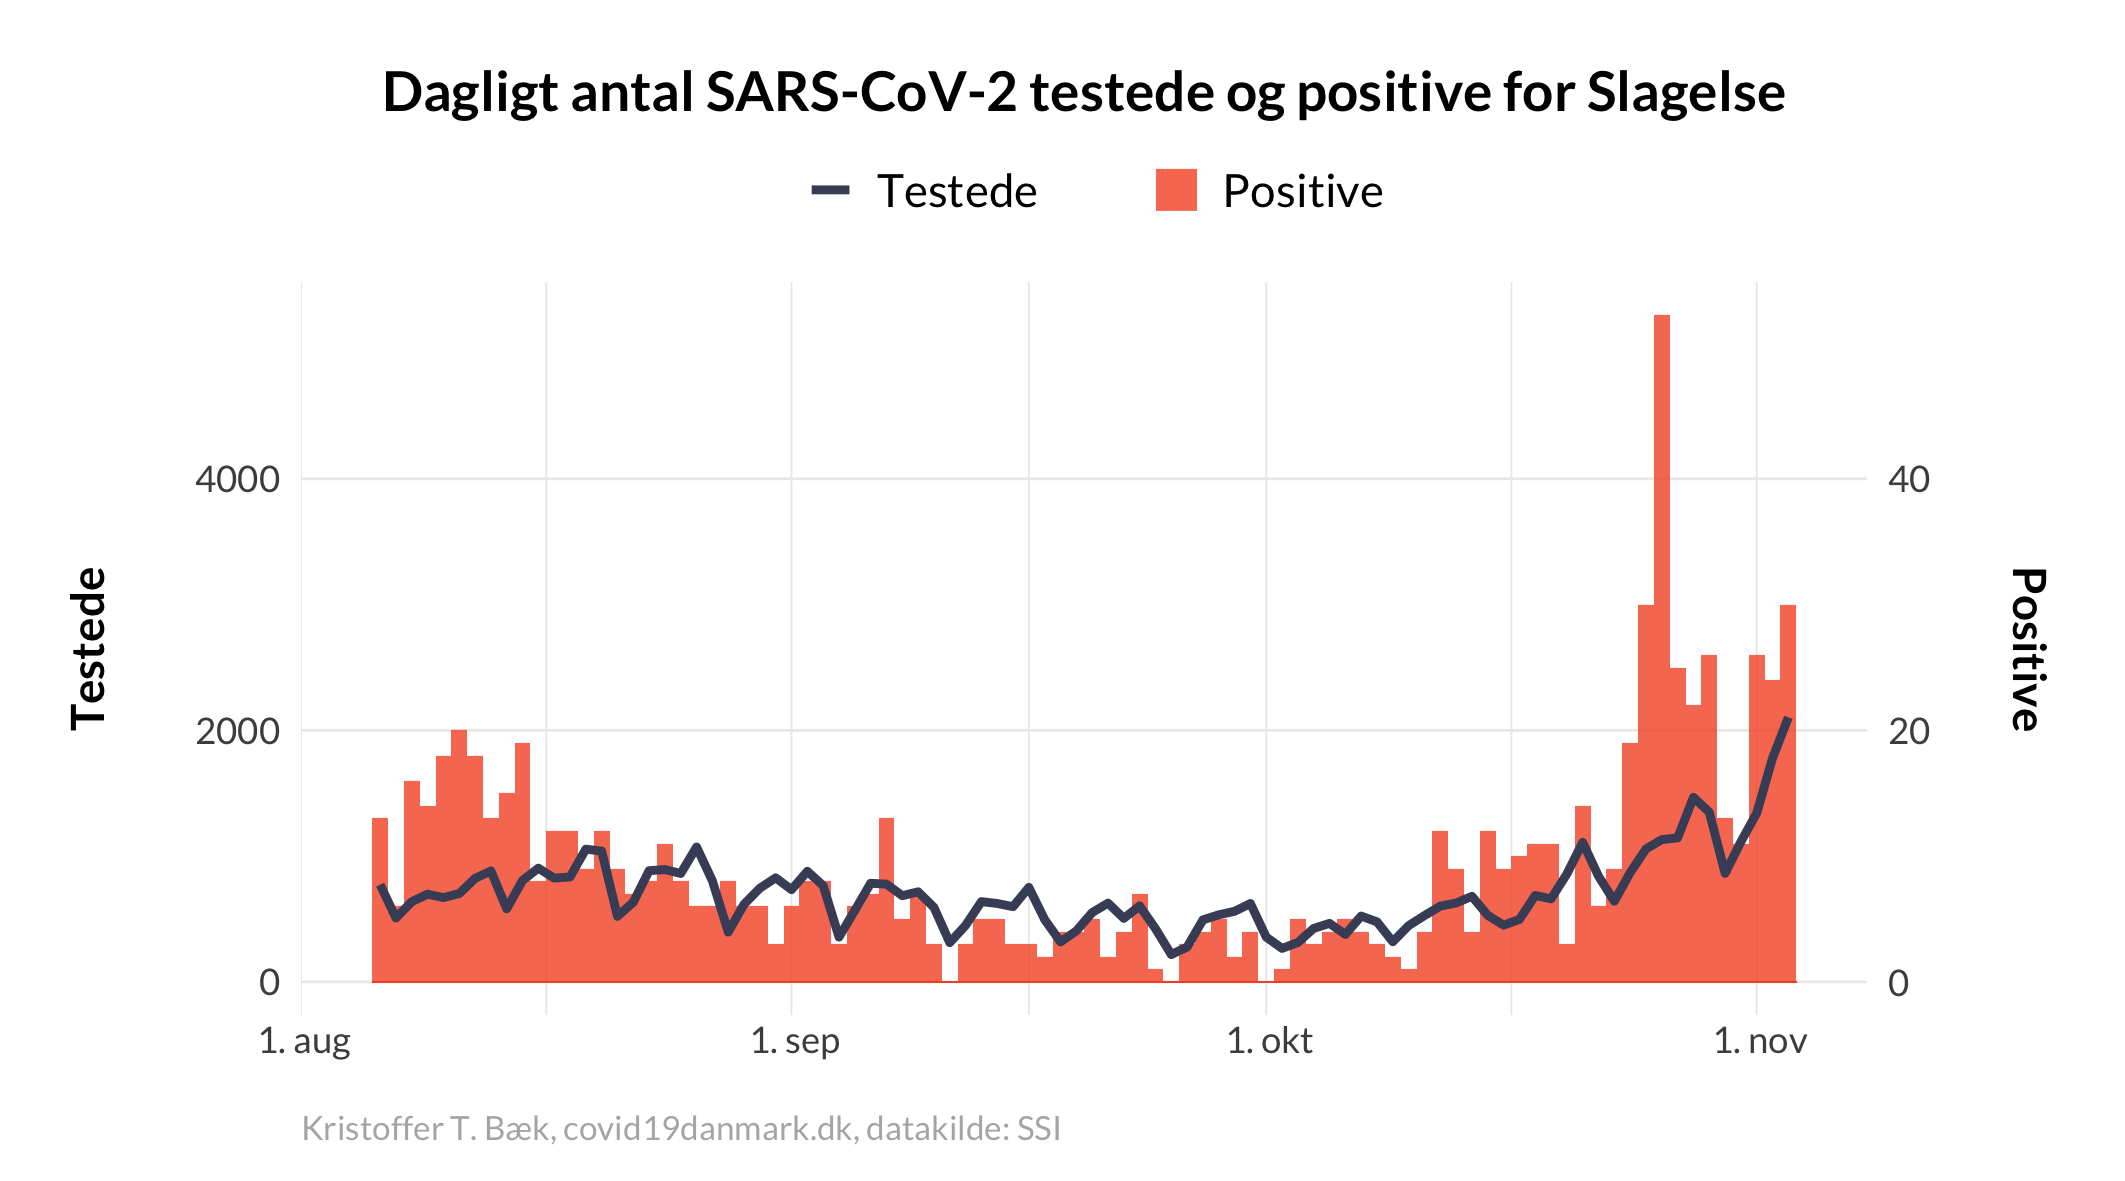 Dagligt antal SARS-CoV-2 testede og positive for Slagelse
Testede Positive
4000 40
2000 20
0 0
Testede
Positive
1. aug 1. sep 1. okt 1. nov
Kristoffer T. Bæk, covid19danmark.dk, datakilde: SSI